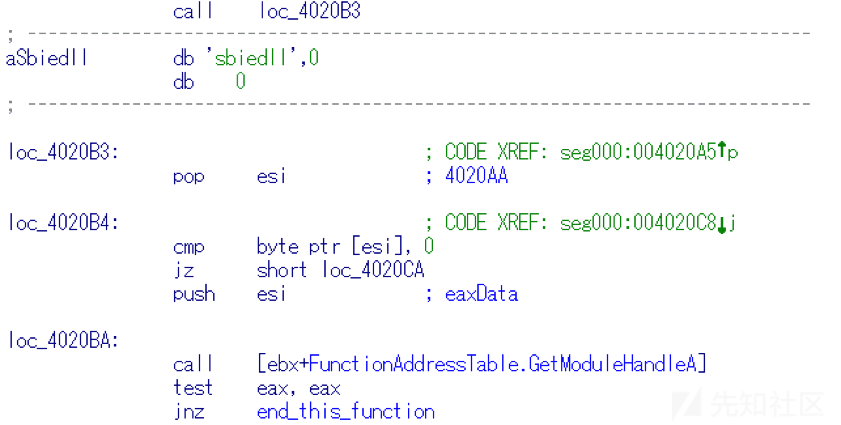 call loc_4020B3
; ---------------------------------------------------------------------------
aSbiedll db 'sbiedll',0
db 0
; ---------------------------------------------------------------------------
loc_4020B3: ; CODE XREF: seg000:004020A5↑p
pop esi ; 4020AA
loc_4020B4: ; CODE XREF: seg000:004020C8↓j
cmp byte ptr [esi], 0
jz short loc_4020CA
push esi ; eaxData
loc_4020BA:
call [ebx+FunctionAddressTable.GetModuleHandleA]
test eax, eax
jnz end_this_function
先知社区